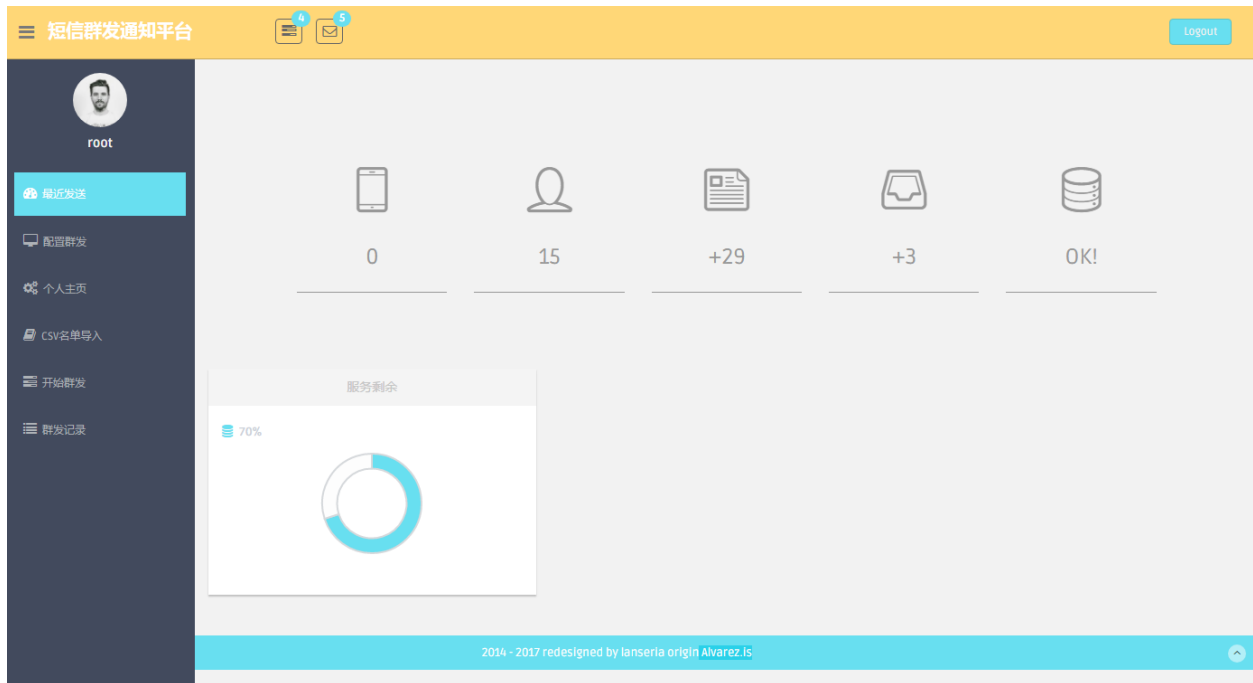 短信群发通知平台
4
5
Logout
root
最近发送
配置群发
个人主页
CSV名单导入
开始群发
群发记录
0
15
+29
+3
OK!
服务剩余
70%
2014 - 2017 redesigned by lanseria origin Alvarez.is